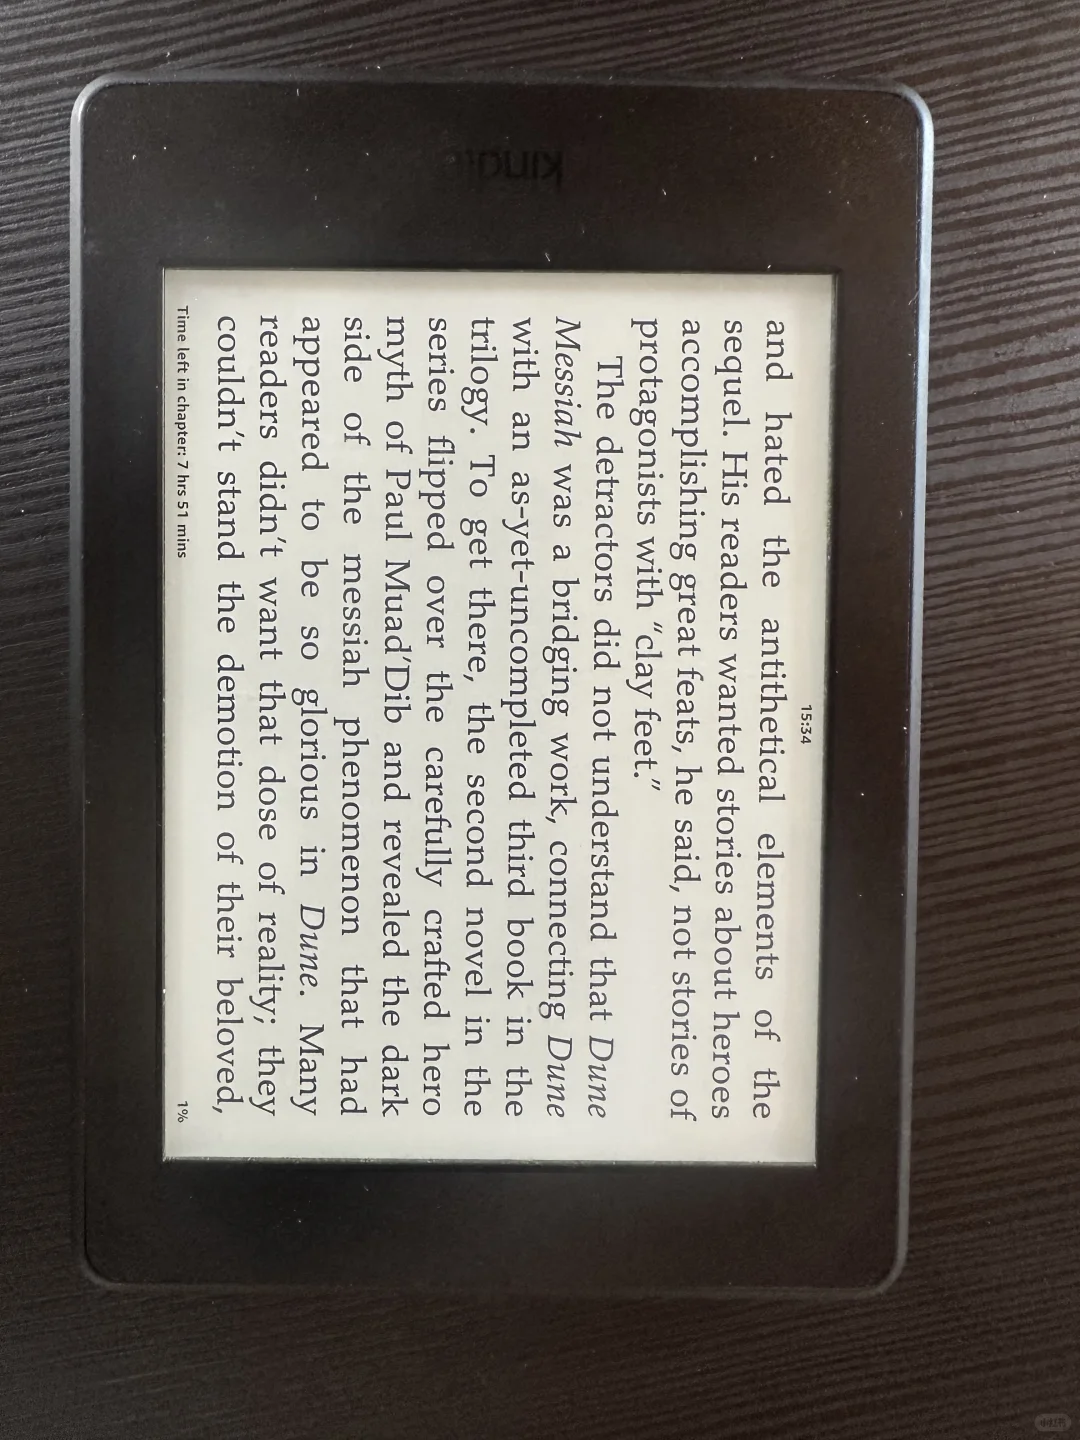 kindle
15:34
and hated the antithetical elements of the
sequel. His readers wanted stories about heroes
accomplishing great feats, he said, not stories of
protagonists with “clay feet.”
The detractors did not understand that Dune
Messiah was a bridging work, connecting Dune
with an as-yet-uncompleted third book in the
trilogy. To get there, the second novel in the
series flipped over the carefully crafted hero
myth of Paul Muad’Dib and revealed the dark
side of the messiah phenomenon that had
appeared to be so glorious in Dune. Many
readers didn’t want that dose of reality; they
couldn’t stand the demotion of their beloved,
Time left in chapter: 7 hrs 51 mins
1%
小红书